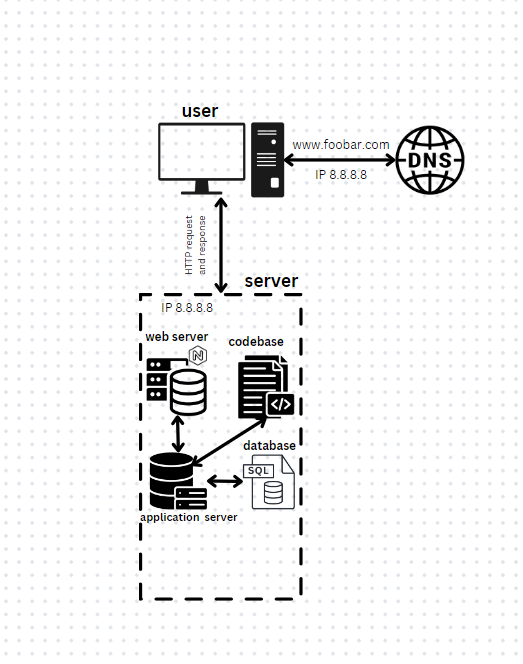 user
www.foobar.com
DNS
IP 8.8.8.8
HTTP request
and response
server
IP 8.8.8.8
web server
N
codebase
</>
database
SQL
application server